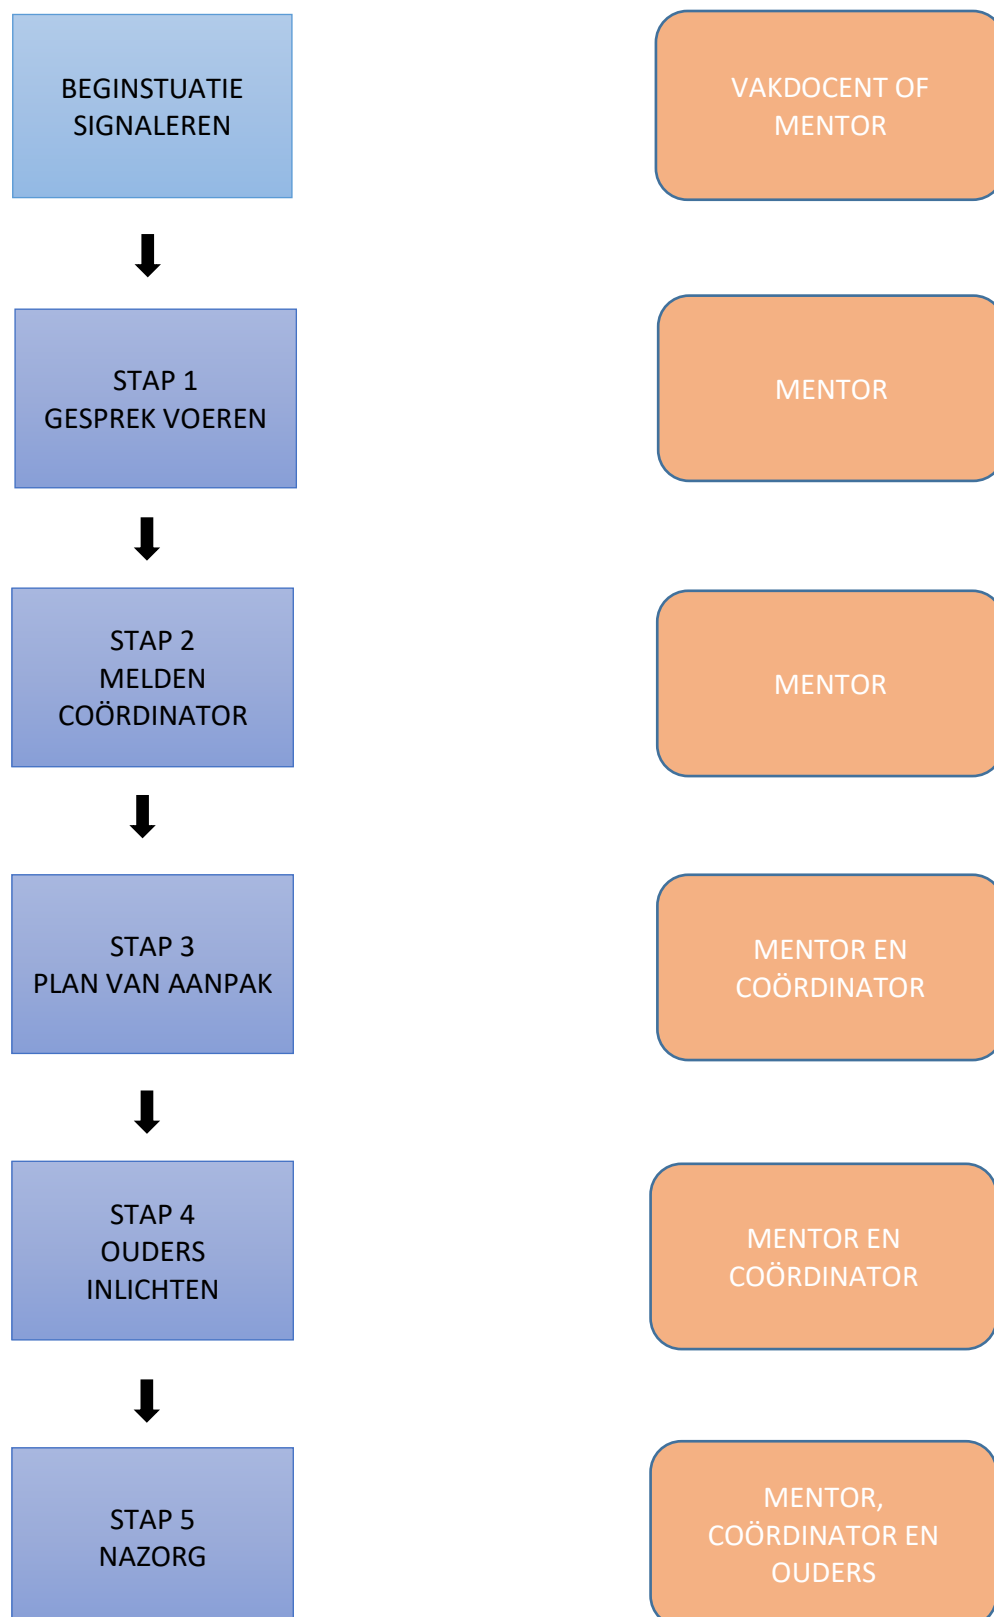 BEGINSTUATIE
SIGNALEREN
VAKDOCENT OF
MENTOR
STAP 1
GESPREK VOEREN
MENTOR
STAP 2
MELDEN
COÖRDINATOR
MENTOR
STAP 3
PLAN VAN AANPAK
MENTOR EN
COÖRDINATOR
STAP 4
OUDERS
INLICHTEN
MENTOR EN
COÖRDINATOR
STAP 5
NAZORG
MENTOR,
COÖRDINATOR EN
OUDERS